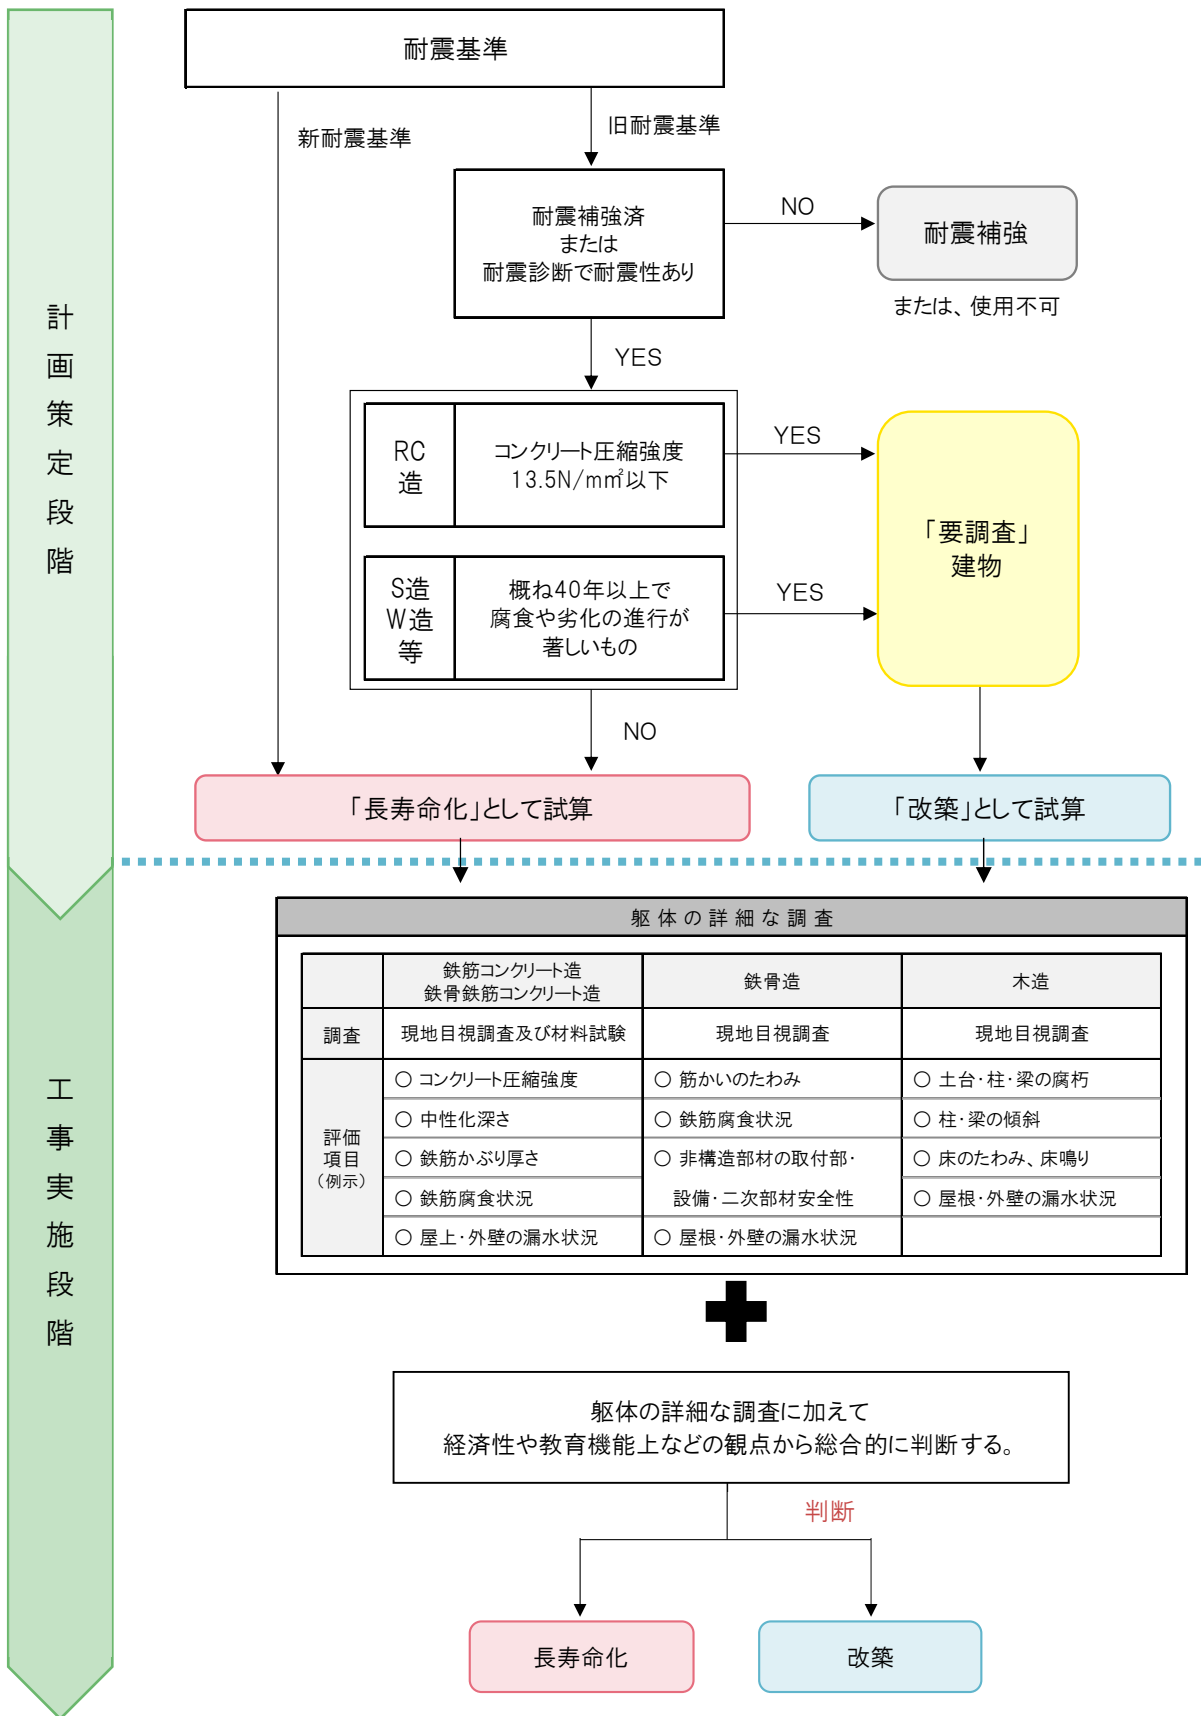 計画策定段階
耐震基準
新耐震基準
旧耐震基準
耐震補強済
または
耐震診断で耐震性あり
NO
耐震補強
または、使用不可
YES
RC
造
コンクリート圧縮強度
13.5N/mm²以下
YES
S造
W造
等
概ね40年以上で
腐食や劣化の進行が
著しいもの
YES
「要調査」
建物
NO
「長寿命化」として試算
「改築」として試算
工事実施段階
躯体の詳細な調査
鉄筋コンクリート造
鉄骨鉄筋コンクリート造
鉄骨造
木造
調査
現地目視調査及び材料試験
現地目視調査
現地目視調査
評価
項目
（例示）
○ コンクリート圧縮強度
○ 筋かいのたわみ
○ 土台・柱・梁の腐朽
○ 中性化深さ
○ 鉄筋腐食状況
○ 柱・梁の傾斜
○ 鉄筋かぶり厚さ
○ 非構造部材の取付部・
○ 床のたわみ、床鳴り
○ 鉄筋腐食状況
設備・二次部材安全性
○ 屋根・外壁の漏水状況
○ 屋上・外壁の漏水状況
○ 屋根・外壁の漏水状況
躯体の詳細な調査に加えて
経済性や教育機能上などの観点から総合的に判断する。
判断
長寿命化
改築